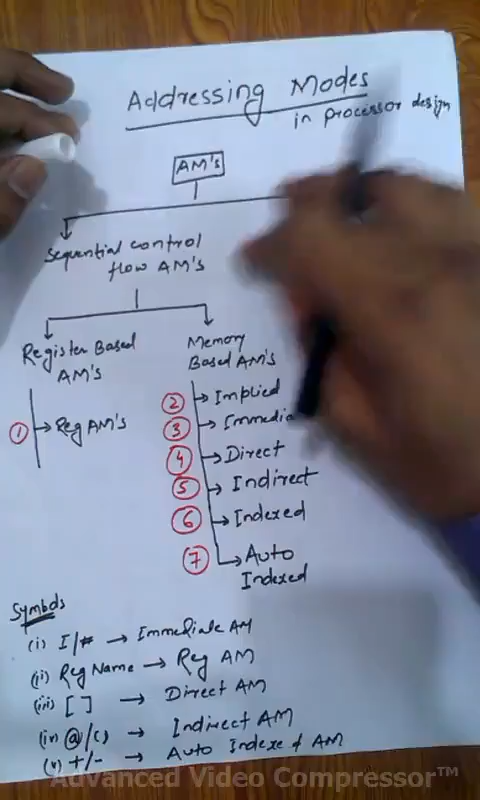 Addressing Modes
in processor design
AM's
Sequential control
flow AM's
Register Based
AM's
Memory
Based AM's
1 → Reg AM's
2 → Implied
3 → Immedia
4 → Direct
5 → Indirect
6 → Indexed
7 → Auto
Indexed
Symbols
(i) I/# → Immediate AM
(ii) Reg Name → Reg AM
(iii) [ ] → Direct AM
(iv) @/() → Indirect AM
(v) +/- → Auto Indexed AM
Advanced Video Compressor™